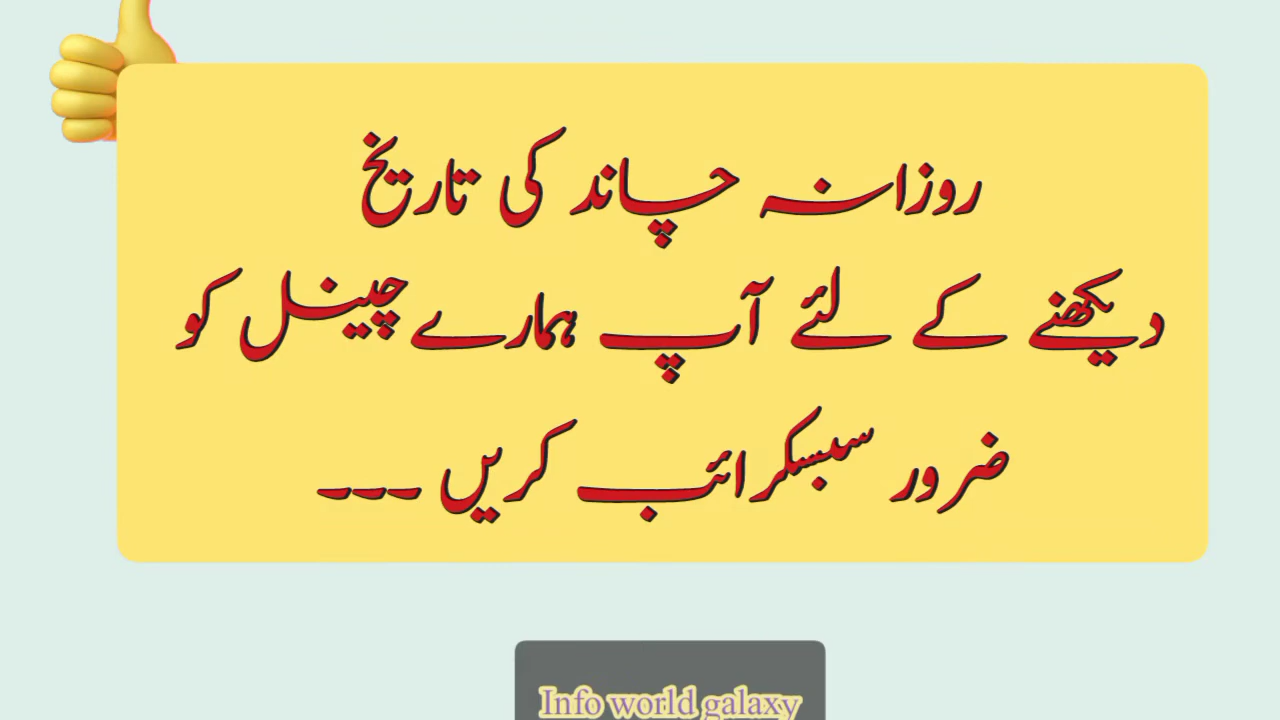 روزانہ چاند کی تاریخ
دیکھنے کے لئے آپ ہمارے چینل کو
ضرور سبسکرائب کریں ۔۔۔
Info world galaxy